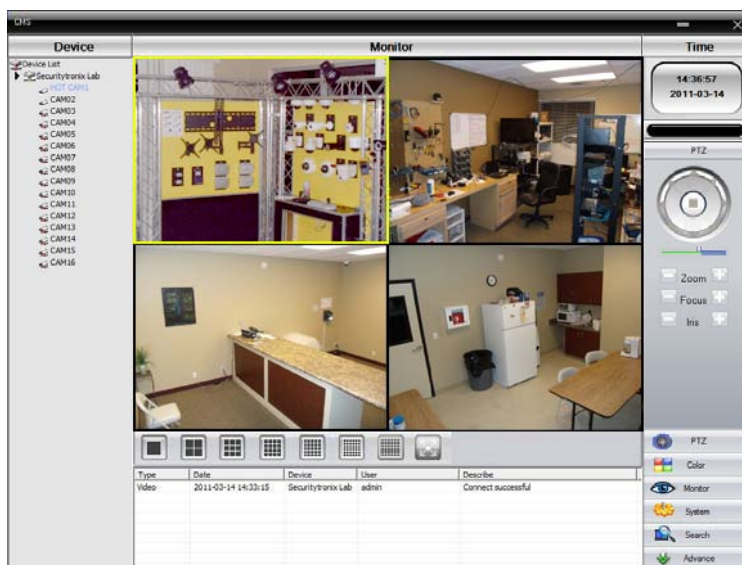 CMS
Device
Monitor
Time
Device List
Securitytronix Lab
HOT CAM1
CAM02
CAM03
CAM04
CAM05
CAM06
CAM07
CAM08
CAM09
CAM10
CAM11
CAM12
CAM13
CAM14
CAM15
CAM16
14:36:57
2011-03-14
PTZ
Zoom
Focus
Iris
PTZ
Color
Monitor
System
Search
Advance
Type Date Device User Describe
Video 2011-03-14 14:33:15 Securitytronix Lab admin Connect successful